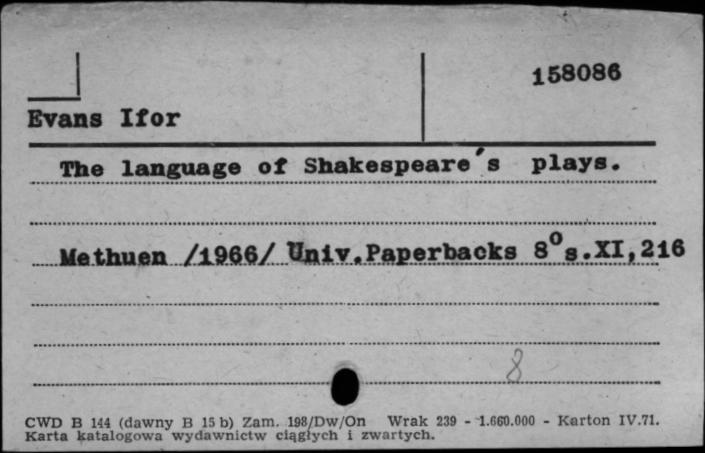 158086
Evans Ifor
The language of Shakespeare´s plays.
Methuen /1966/ Univ.Paperbacks 8⁰s.XI,216
8
CWD B 144 (dawny B 15 b) Zam. 198/Dw/On Wrak 239 - 1.660.000 - Karton IV.71.
Karta katalogowa wydawnictw ciągłych i zwartych.